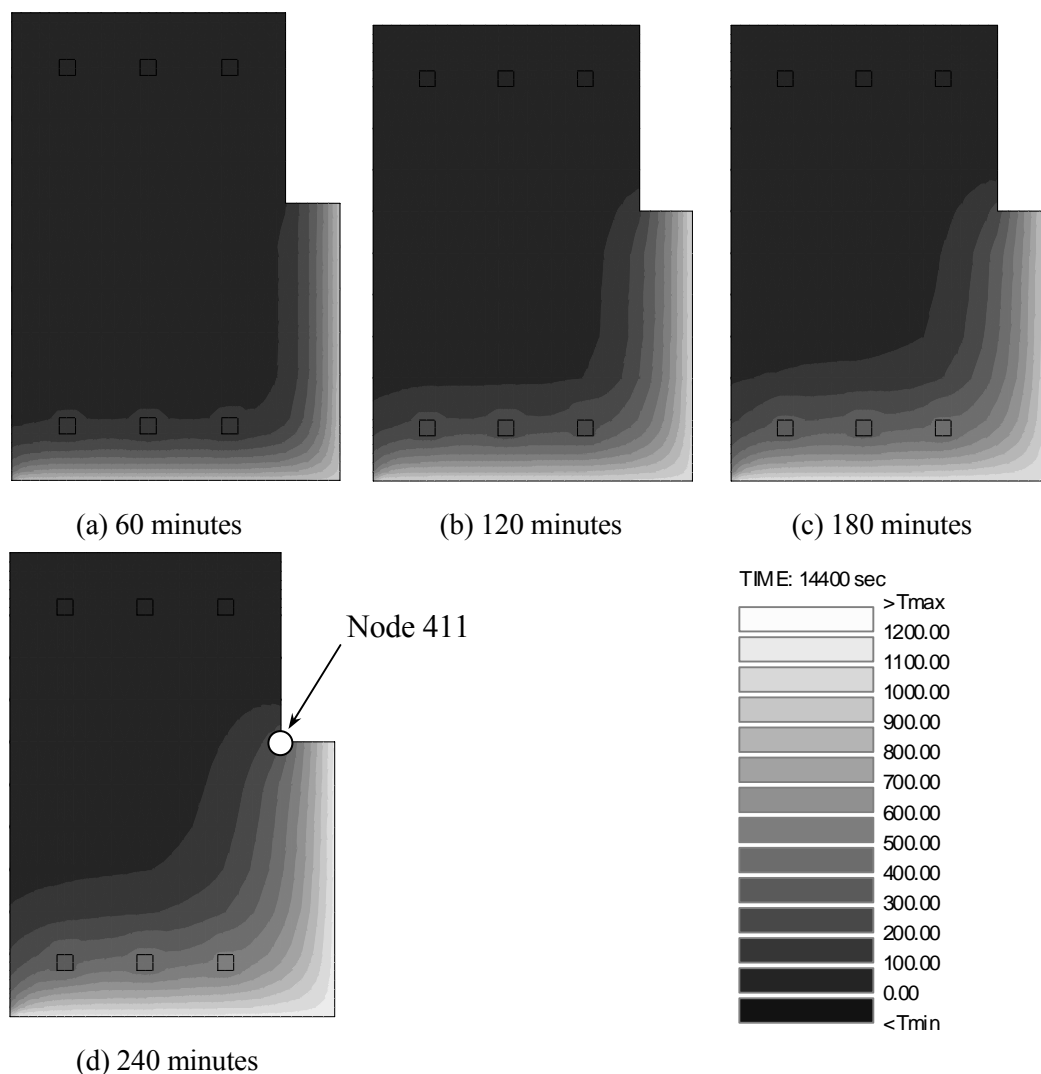 (a) 60 minutes
(b) 120 minutes
(c) 180 minutes
Node 411
(d) 240 minutes
TIME: 14400 sec
>Tmax
1200.00
1100.00
1000.00
900.00
800.00
700.00
600.00
500.00
400.00
300.00
200.00
100.00
0.00
<Tmin